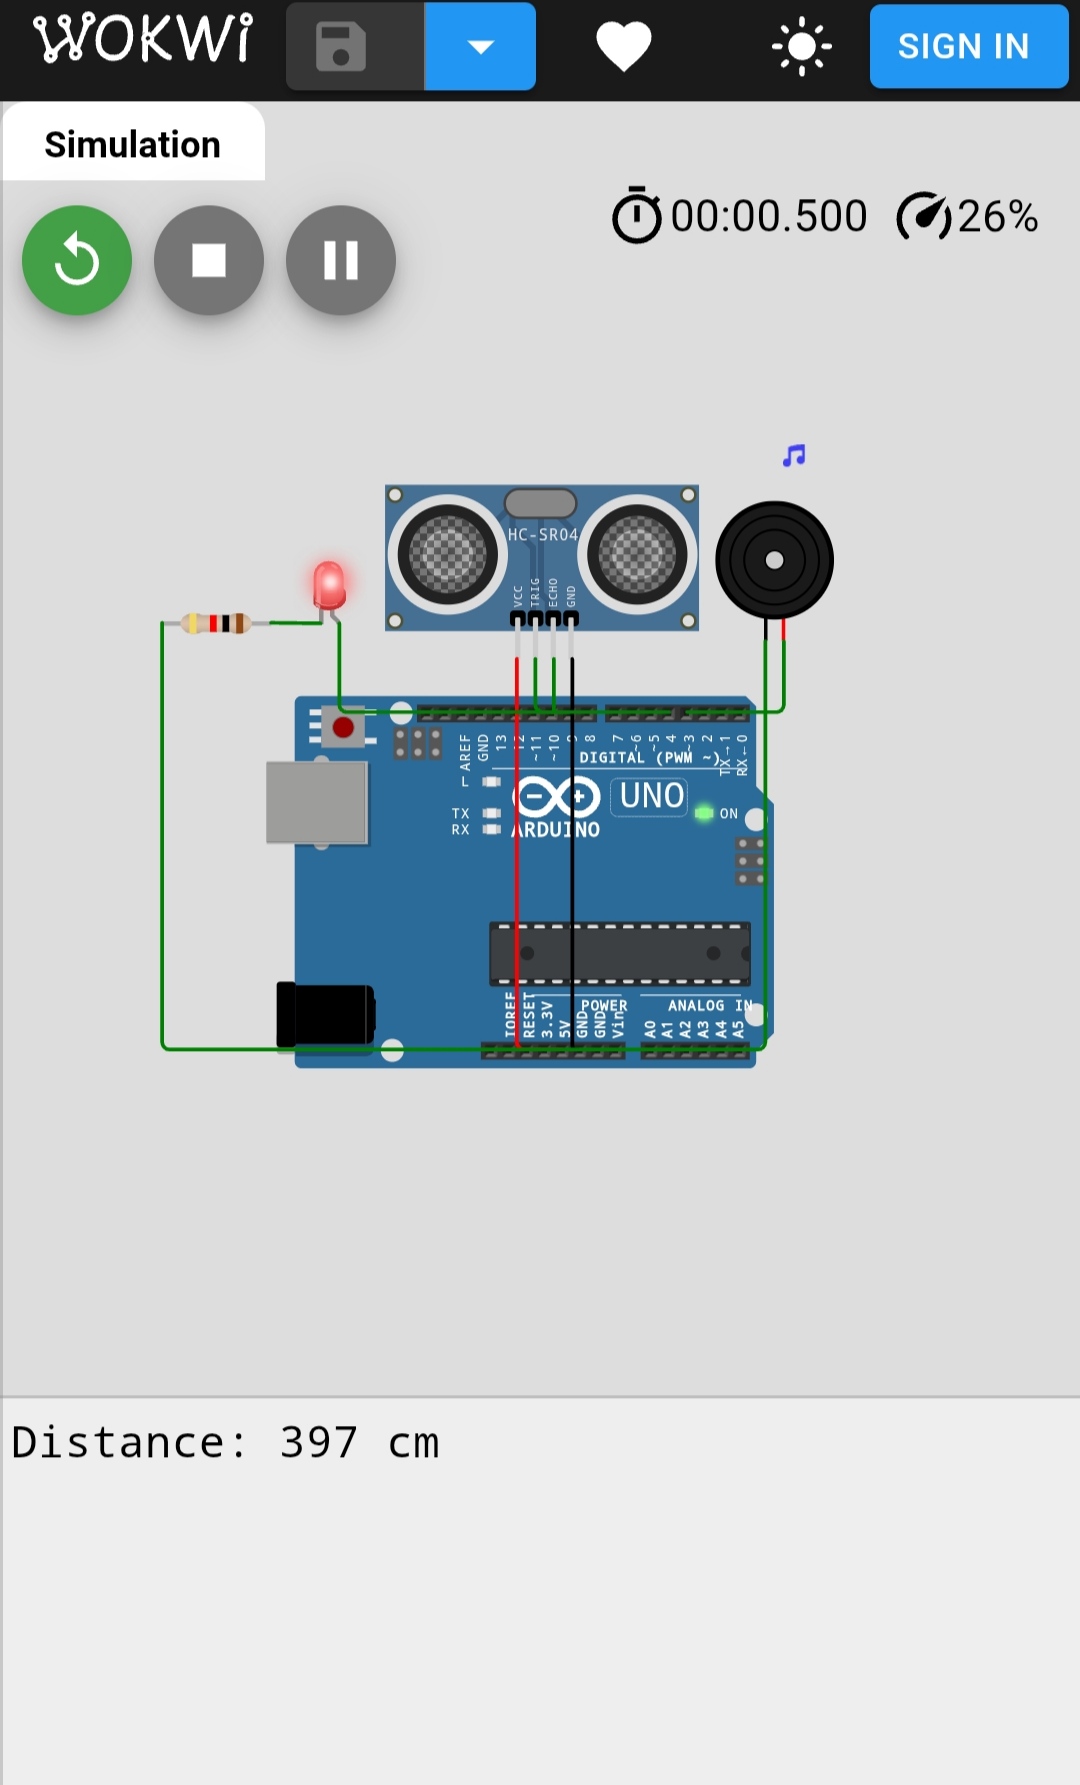 WOKWi
SIGN IN
Simulation
00:00.500
26%
HC-SR04
VCC
TRIG
ECHO
GND
AREF
GND
13
12
~11
~10
9
8
7
~6
~5
4
~3
2
TX→1
RX←0
DIGITAL (PWM ~)
UNO
TX
RX
ON
ARDUINO
IOREF
RESET
3.3V
5V
GND
GND
Vin
POWER
ANALOG IN
A0
A1
A2
A3
A4
A5
Distance: 397 cm